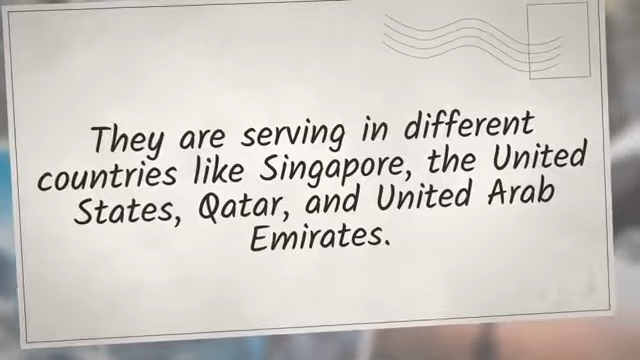 They are serving in different
countries like Singapore, the United
States, Qatar, and United Arab
Emirates.